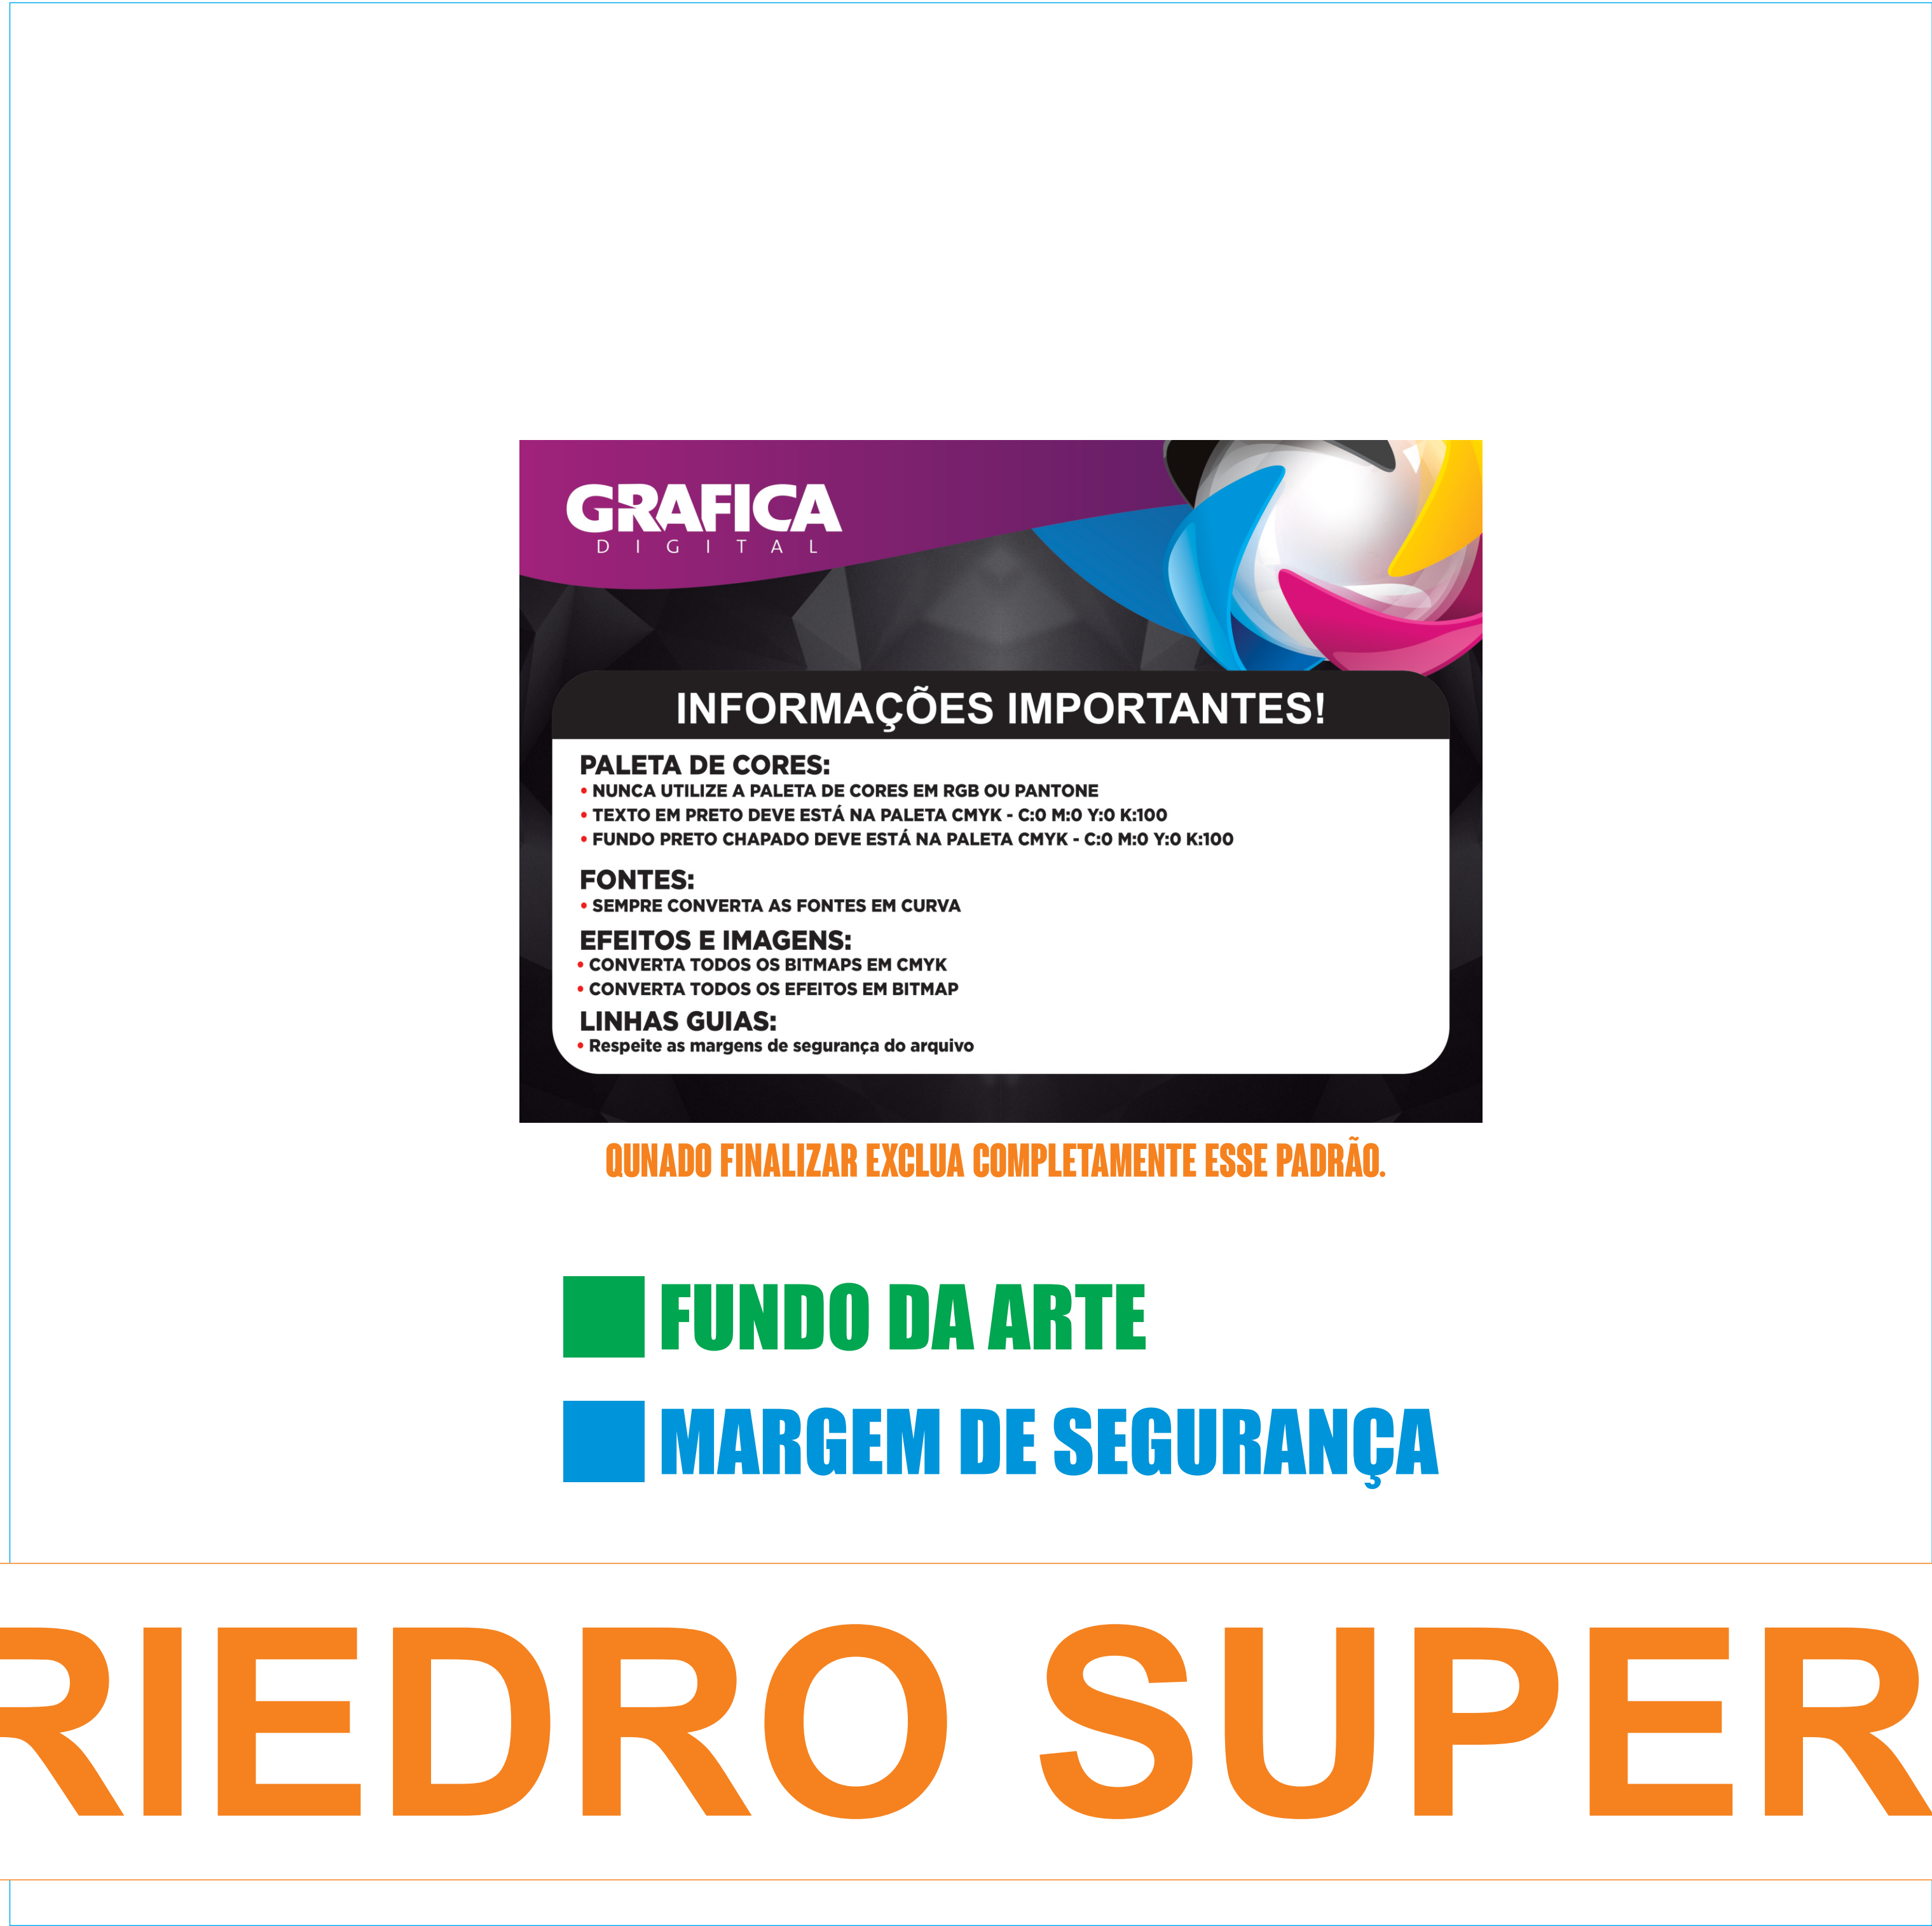 GRAFICA
DIGITAL
INFORMAÇÕES IMPORTANTES!
PALETA DE CORES:
• NUNCA UTILIZE A PALETA DE CORES EM RGB OU PANTONE
• TEXTO EM PRETO DEVE ESTÁ NA PALETA CMYK - C:0 M:0 Y:0 K:100
• FUNDO PRETO CHAPADO DEVE ESTÁ NA PALETA CMYK - C:0 M:0 Y:0 K:100
FONTES:
• SEMPRE CONVERTA AS FONTES EM CURVA
EFEITOS E IMAGENS:
• CONVERTA TODOS OS BITMAPS EM CMYK
• CONVERTA TODOS OS EFEITOS EM BITMAP
LINHAS GUIAS:
• Respeite as margens de segurança do arquivo
QUNADO FINALIZAR EXCLUA COMPLETAMENTE ESSE PADRÃO.
FUNDO DA ARTE
MARGEM DE SEGURANÇA
RIEDRO SUPER